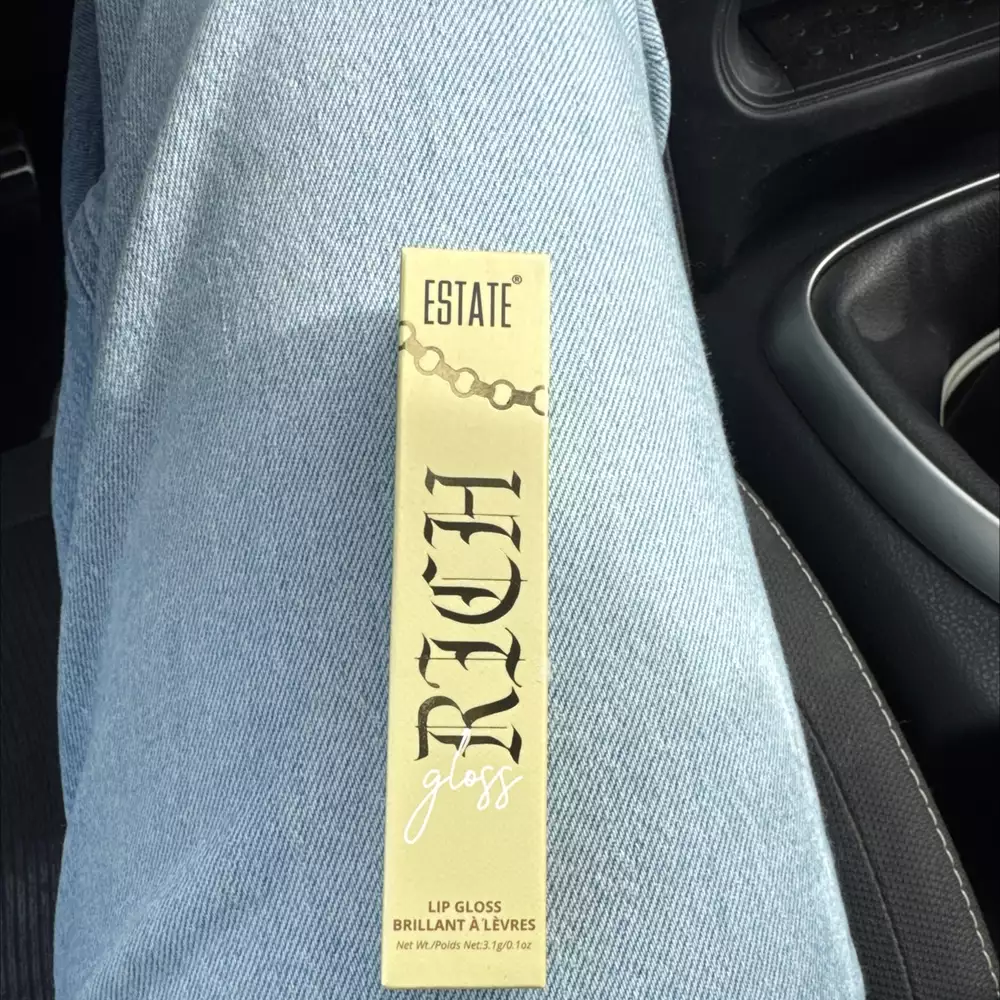 ESTATE®
RICH
gloss
LIP GLOSS
BRILLANT À LÈVRES
Net Wt./Poids Net:3.1g/0.1oz